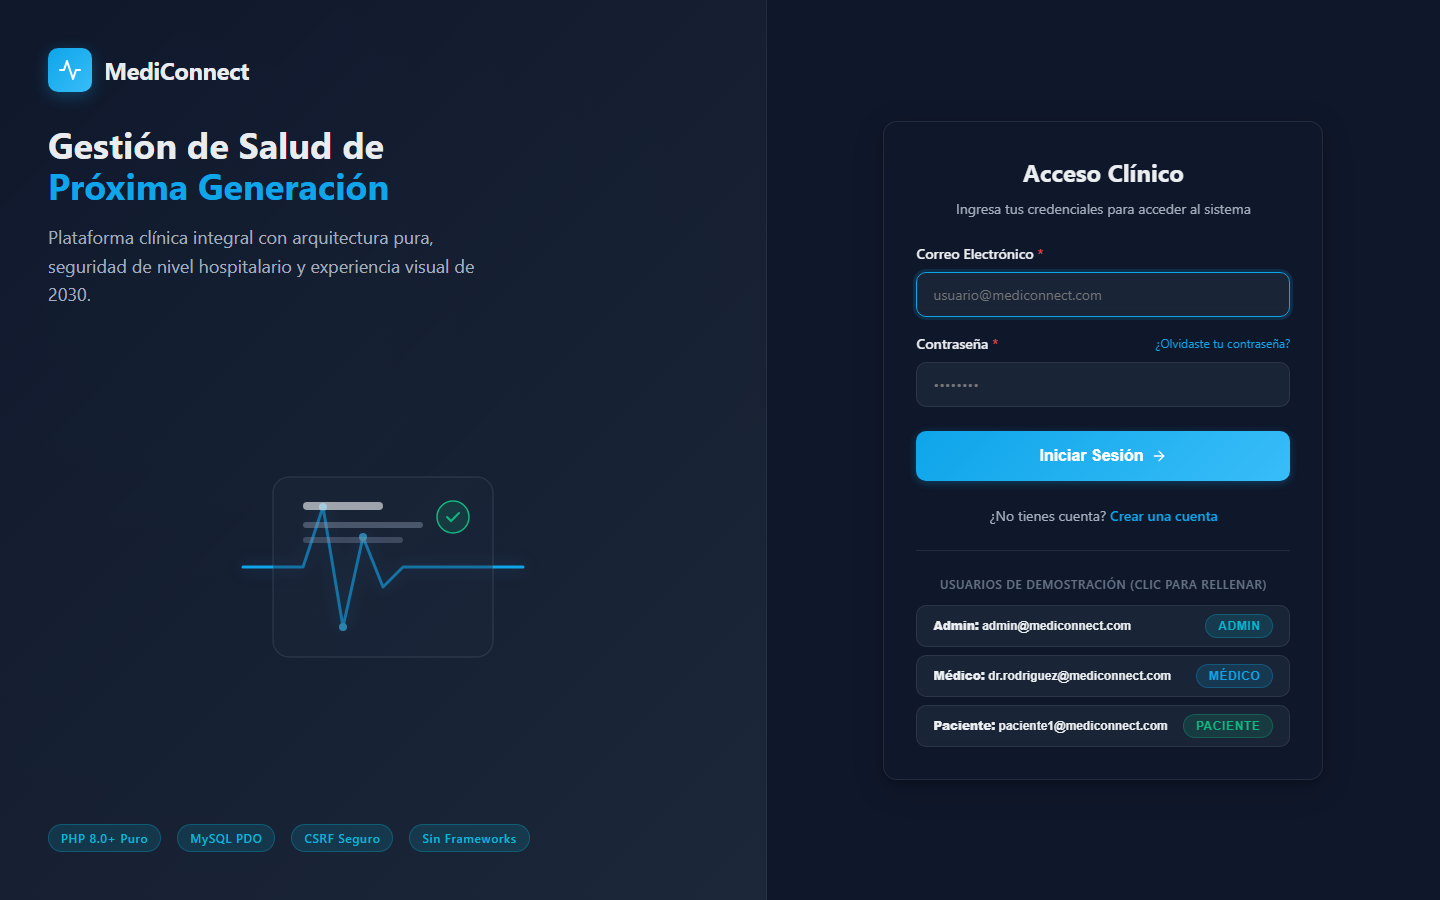 MediConnect
Gestión de Salud de
Próxima Generación
Plataforma clínica integral con arquitectura pura,
seguridad de nivel hospitalario y experiencia visual de
2030.
PHP 8.0+ Puro
MySQL PDO
CSRF Seguro
Sin Frameworks
Acceso Clínico
Ingresa tus credenciales para acceder al sistema
Correo Electrónico *
usuario@mediconnect.com
Contraseña * ¿Olvidaste tu contraseña?
••••••••
Iniciar Sesión →
¿No tienes cuenta? Crear una cuenta
USUARIOS DE DEMOSTRACIÓN (CLIC PARA RELLENAR)
Admin: admin@mediconnect.com ADMIN
Médico: dr.rodriguez@mediconnect.com MÉDICO
Paciente: paciente1@mediconnect.com PACIENTE